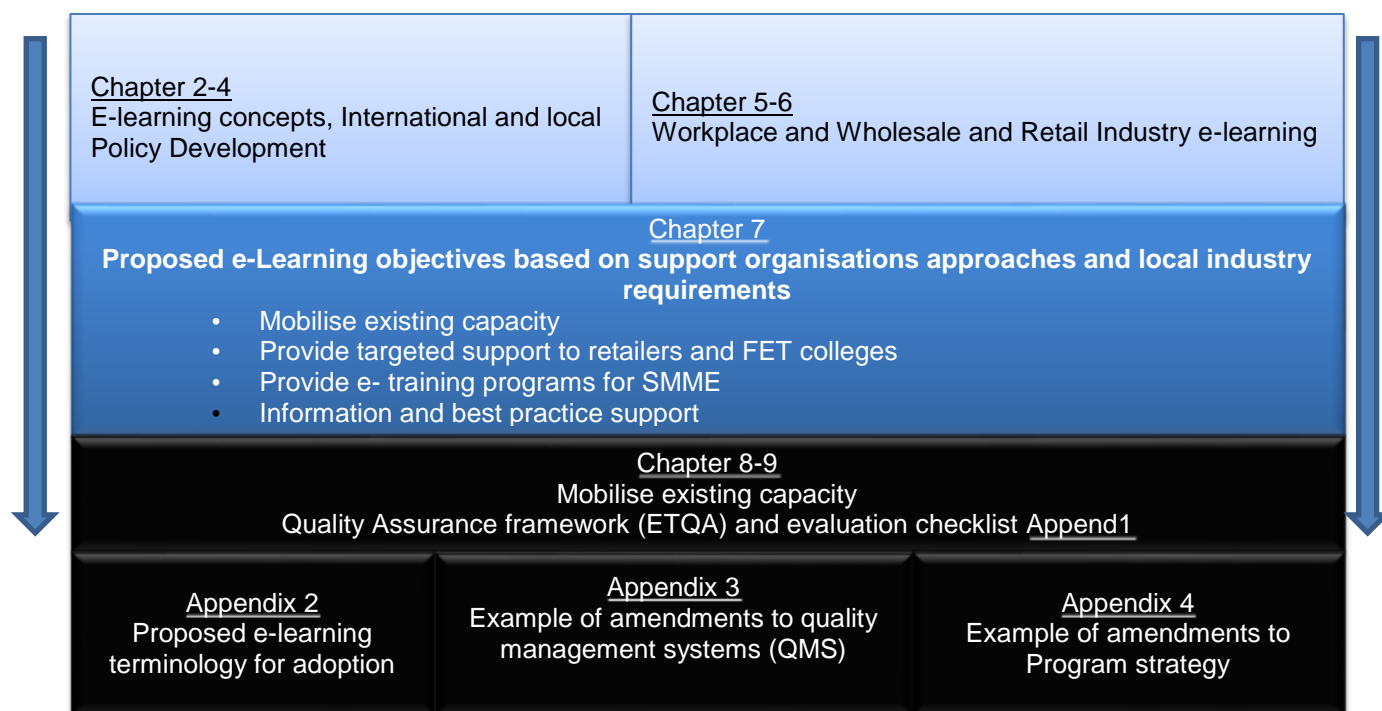 Chapter 2-4
E-learning concepts, International and local
Policy Development
Chapter 5-6
Workplace and Wholesale and Retail Industry e-learning
Chapter 7
Proposed e-Learning objectives based on support organisations approaches and local industry
requirements
• Mobilise existing capacity
• Provide targeted support to retailers and FET colleges
• Provide e- training programs for SMME
• Information and best practice support
Chapter 8-9
Mobilise existing capacity
Quality Assurance framework (ETQA) and evaluation checklist Append1
Appendix 2
Proposed e-learning
terminology for adoption
Appendix 3
Example of amendments to quality
management systems (QMS)
Appendix 4
Example of amendments to
Program strategy